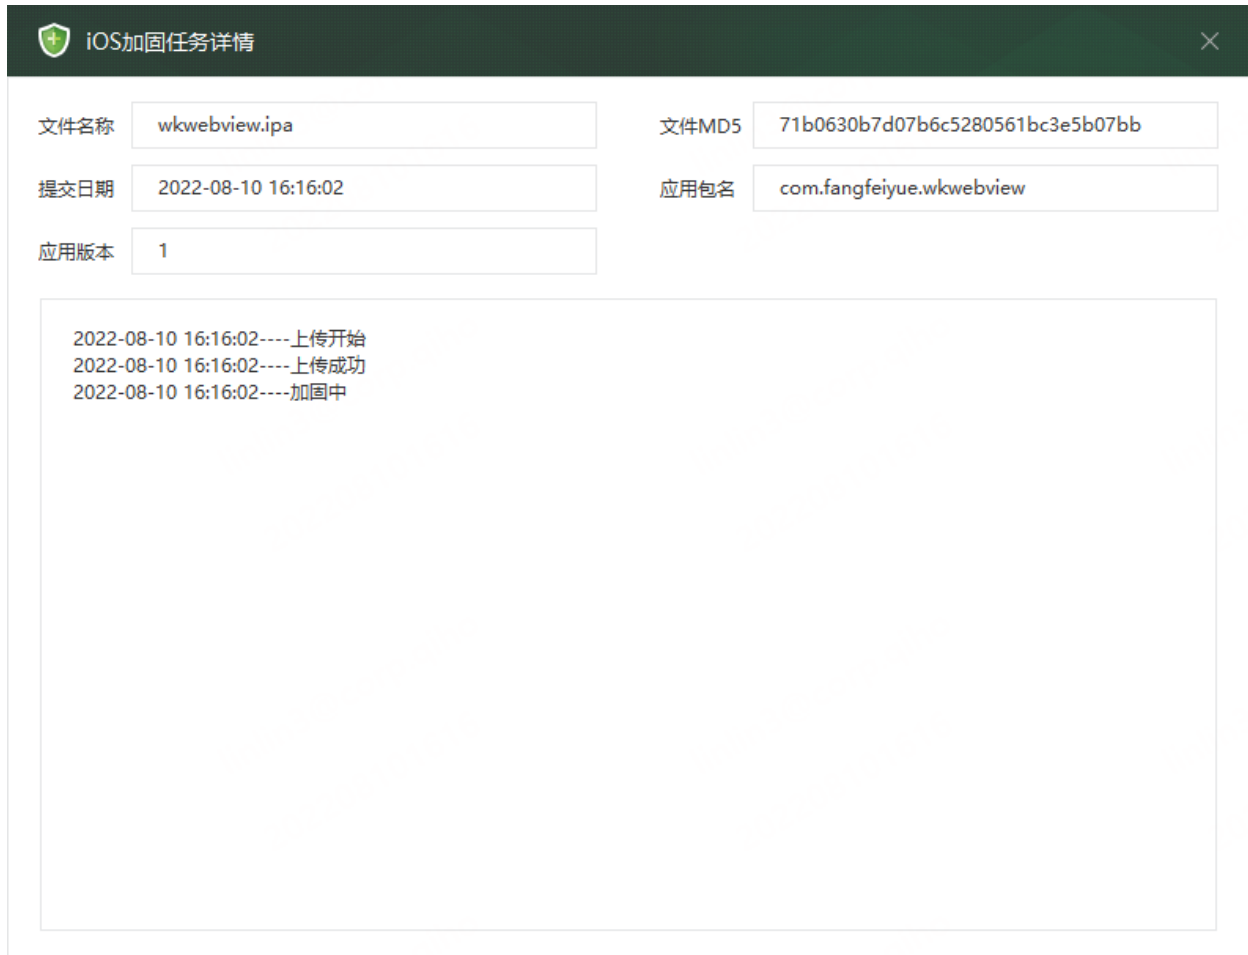 iOS加固任务详情
文件名称 wkwebview.ipa 文件MD5 71b0630b7d07b6c5280561bc3e5b07bb
提交日期 2022-08-10 16:16:02 应用包名 com.fangfeiyue.wkwebview
应用版本 1
2022-08-10 16:16:02----上传开始
2022-08-10 16:16:02----上传成功
2022-08-10 16:16:02----加固中